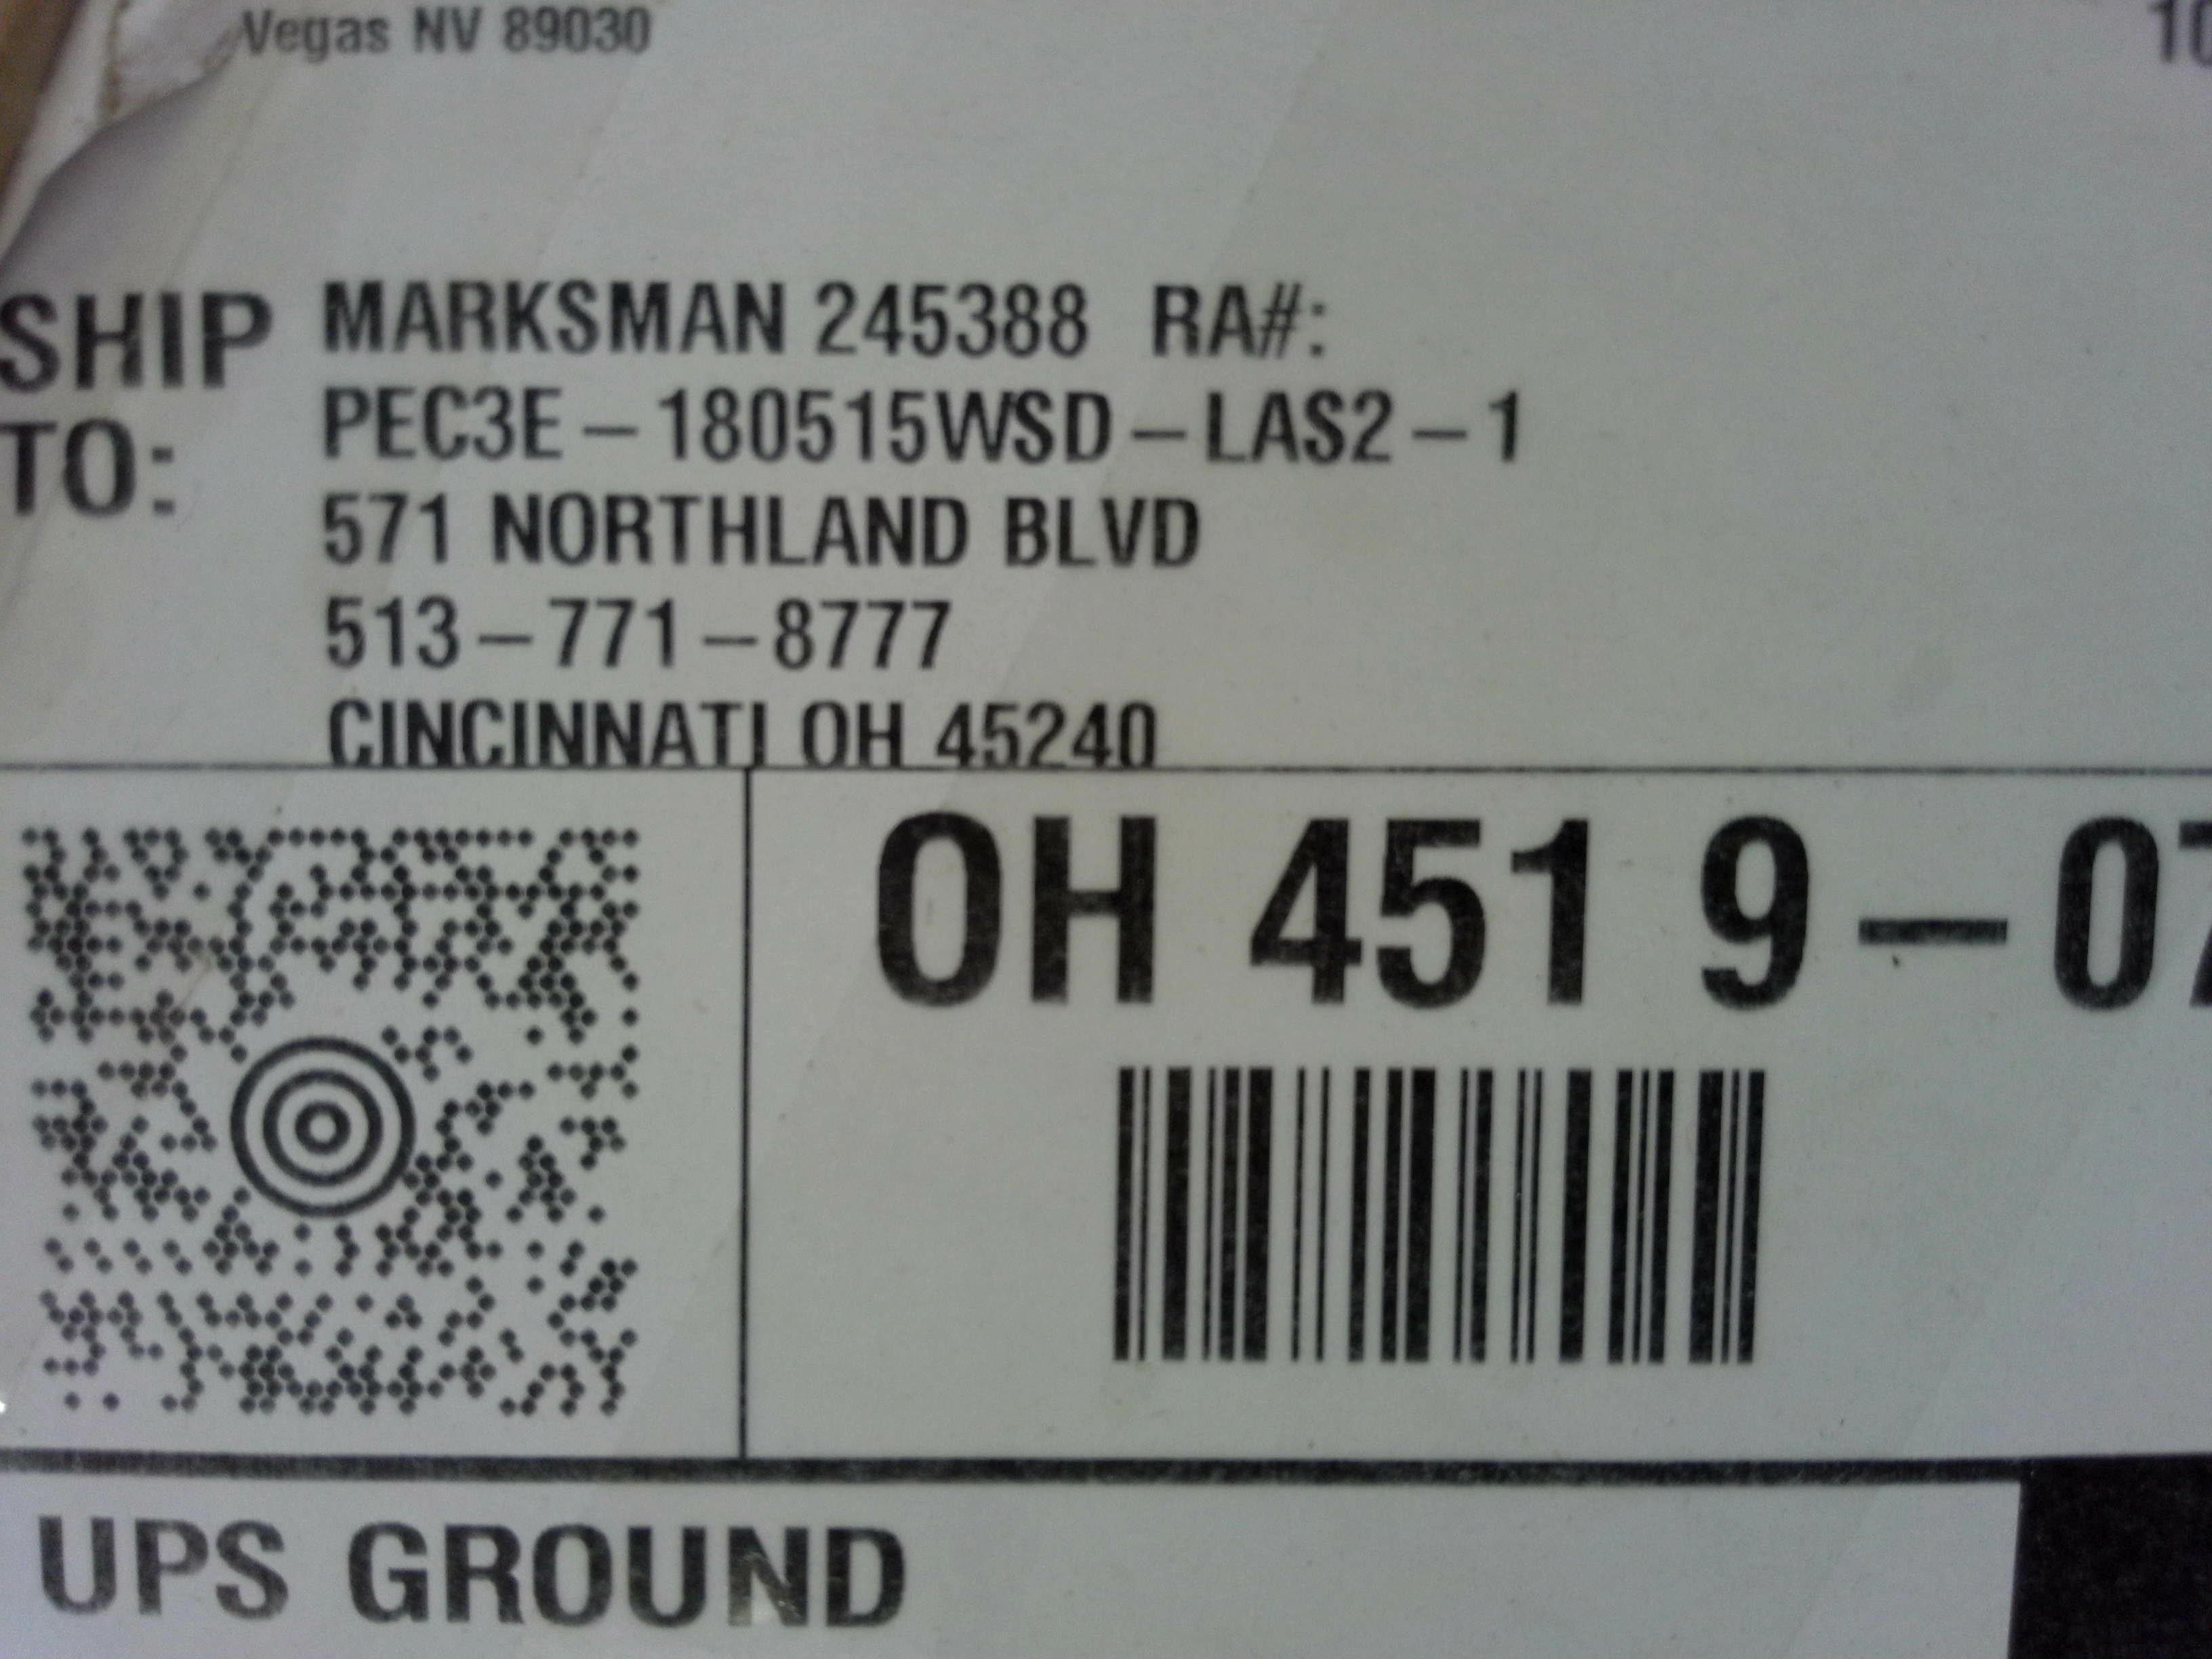 Vegas NV 89030
SHIP TO:
MARKSMAN 245388 RA#:
PEC3E-180515WSD-LAS2-1
571 NORTHLAND BLVD
513-771-8777
CINCINNATI OH 45240
OH 451 9-07
UPS GROUND